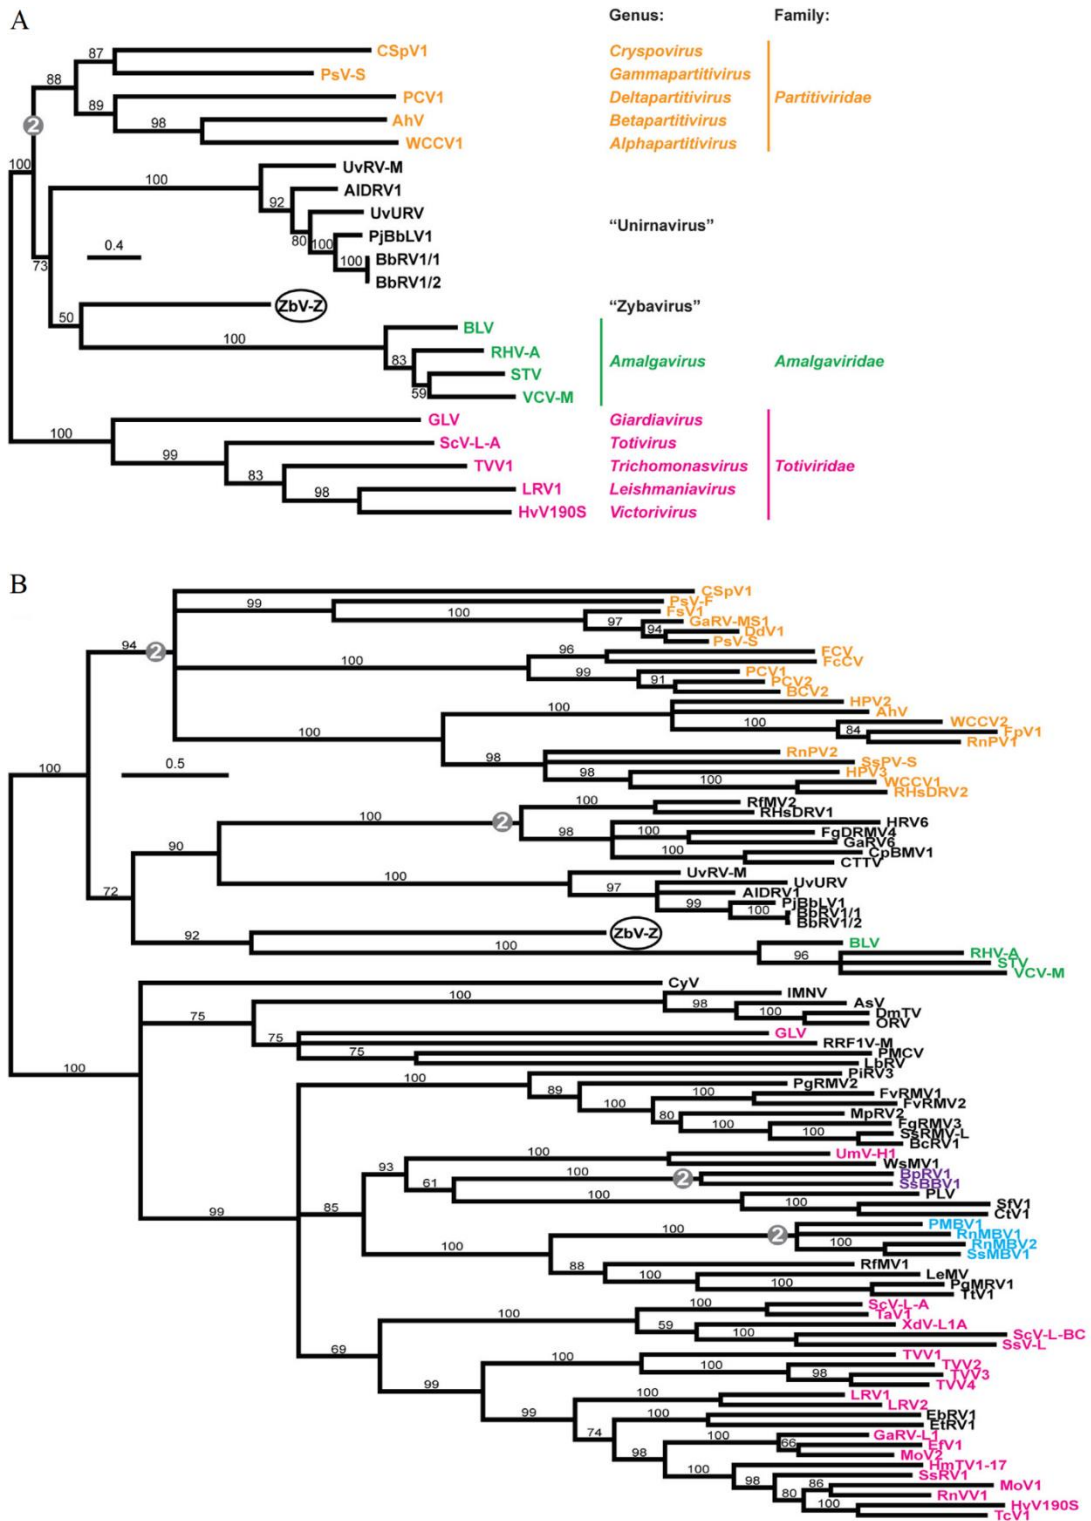 A
Genus: Family:
87 CSpV1 Cryspovirus
88 PsV-S Gammapartitivirus
PCV1 Deltapartitivirus Partitiviridae
89
2 98 AhV Betapartitivirus
WCCV1 Alphapartitivirus
100
100 UvRV-M
AlDRV1
92 UvURV
80 100 PjBbLV1 “Unirnavirus”
0.4
73 100 BbRV1/1
BbRV1/2
ZbV-Z “Zybavirus”
50
100 BLV
83 RHV-A Amalgavirus Amalgaviridae
STV
59 VCV-M
GLV Giardiavirus
100
99 ScV-L-A Totivirus
83 TVV1 Trichomonasvirus Totiviridae
98 LRV1 Leishmaniavirus
HvV190S Victorivirus
B
CSpV1
99 PsV-F
100 FsV1
97 GaRV-MS1
94 DdV1
PsV-S
94 2
96 FCV
100 FcCV
99 PCV1
91 PCV2
BCV2
HPV2
100 AhV
100 WCCV2
84 FpV1
RnPV1
100
98 RnPV2
SsPV-S
98 HPV3
100 WCCV1
RHsDRV2
100
0.5
100 RfMV2
RHsDRV1
100 2
98 HRV6
100 FgDRMV4
GaRV6
100 CpBMV1
CTTV
90
100 UvRV-M
97 UvURV
AlDRV1
99 PjBbLV1
100 BbRV1/1
BbRV1/2
72
92 ZbV-Z
100 BLV
96 RHV-A
STV
VCV-M
CyV
100 IMNV
98 AsV
100 DmTV
ORV
75
75 GLV
RRF1V-M
75 PMCV
LbRV
100
100 PiRV3
89 PgRMV2
100 100 FvRMV1
FvRMV2
80 MpRV2
100 FgRMV3
100 SsRMV-L
BcRV1
100 UmV-H1
WsMV1
93
61 100 2 BpRV1
SsBBV1
100 PLV
100 SfV1
CtV1
99
85
100 2 PMBV1
RnMBV1
100 RnMBV2
SsMBV1
100
88 RfMV1
100 LeMV
100 PgMRV1
TtV1
100 100 ScV-L-A
TaV1
59 XdV-L1A
100 ScV-L-BC
SsV-L
69
100 TVV1
100 TVV2
98 TVV3
TVV4
99
100 LRV1
LRV2
99
100 EbRV1
EtRV1
74
100 GaRV-L1
66 EfV1
MoV2
98
100 HmTV1-17
98 SsRV1
86 MoV1
80 RnVV1
100 HvV190S
TcV1